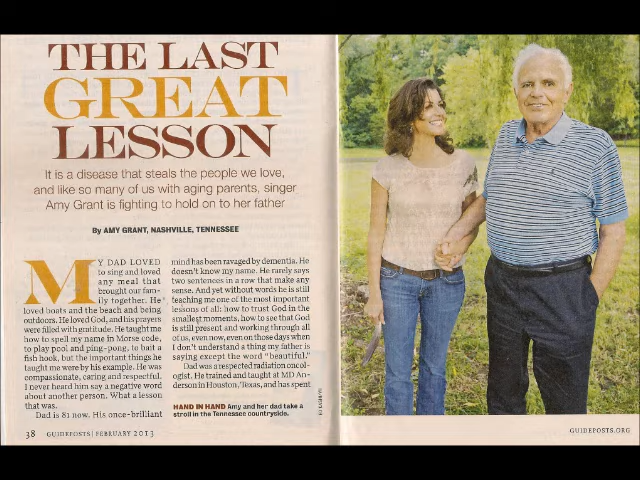 THE LAST
GREAT
LESSON
It is a disease that steals the people we love,
and like so many of us with aging parents, singer
Amy Grant is fighting to hold on to her father
By AMY GRANT, NASHVILLE, TENNESSEE
MY DAD LOVED
to sing and loved
any meal that
brought our fam-
ily together. He
loved boats and the beach and being
outdoors. He loved God, and his prayers
were filled with gratitude. He taught me
how to spell my name in Morse code,
to play pool and ping-pong, to bait a
fish hook, but the important things he
taught me were by his example. He was
compassionate, caring and respectful.
I never heard him say a negative word
about another person. What a lesson
that was.
Dad is 81 now. His once-brilliant
mind has been ravaged by dementia. He
doesn't know my name. He rarely says
two sentences in a row that make any
sense. And yet without words he is still
teaching me one of the most important
lessons of all: how to trust God in the
smallest moments, how to see that God
is still present and working through all
of us, even now, even on those days when
I don't understand a thing my father is
saying except the word "beautiful."
Dad was a respected radiation oncol-
ogist. He trained and taught at MD An-
derson in Houston, Texas, and has spent
HAND IN HAND Amy and her dad take a
stroll in the Tennessee countryside.
38 GUIDEPOSTS | FEBRUARY 2013
GUIDEPOSTS.ORG